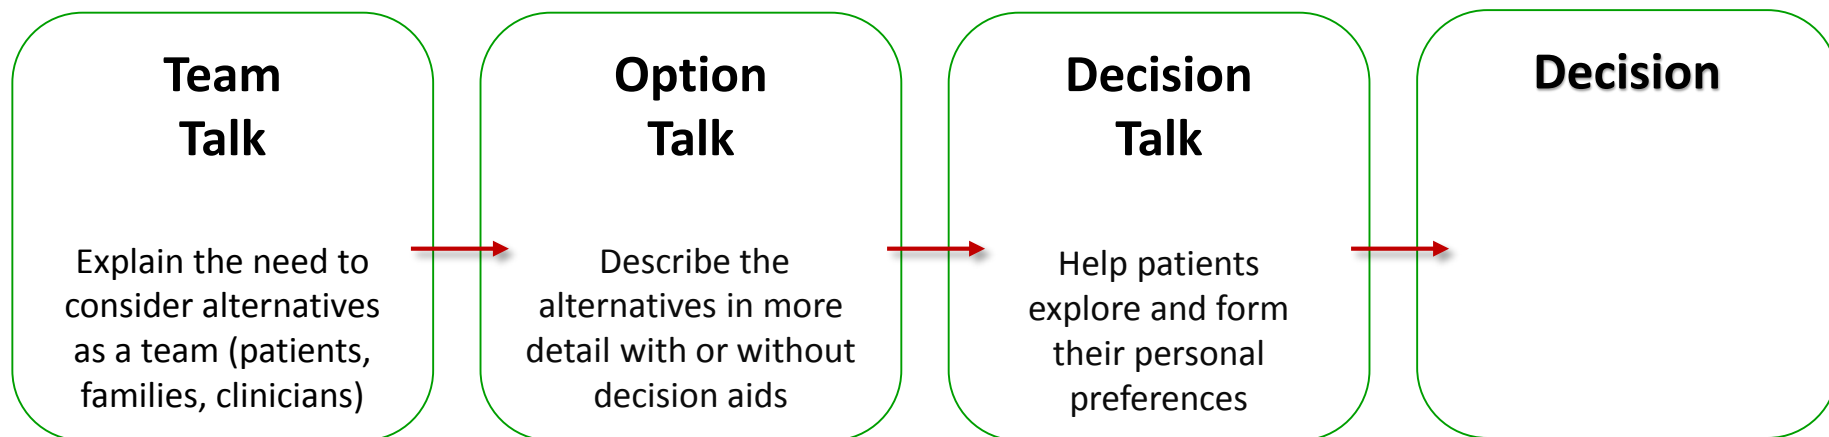 Team
Talk
Explain the need to
consider alternatives
as a team (patients,
families, clinicians)
Option
Talk
Describe the
alternatives in more
detail with or without
decision aids
Decision
Talk
Help patients
explore and form
their personal
preferences
Decision